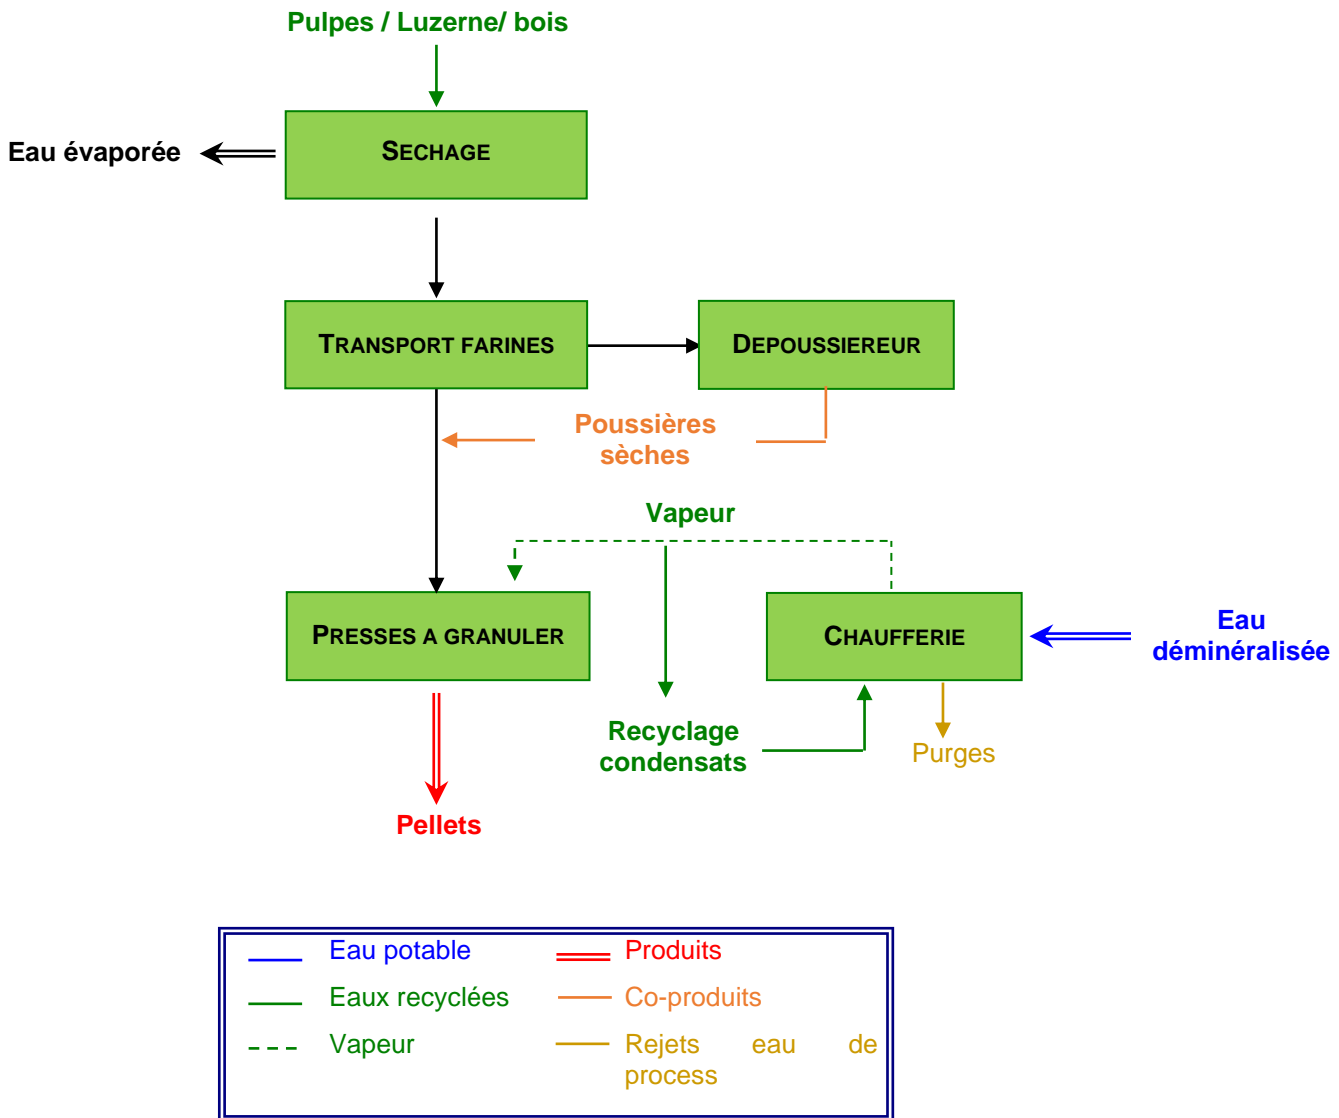 Pulpes / Luzerne/ bois
Eau évaporée
SECHAGE
TRANSPORT FARINES
DEPOUSSIEREUR
Poussières
sèches
Vapeur
PRESSES A GRANULER
CHAUFFERIE
Eau
déminéralisée
Recyclage
condensats
Purges
Pellets
Eau potable
Produits
Eaux recyclées
Co-produits
Vapeur
Rejets eau de
process